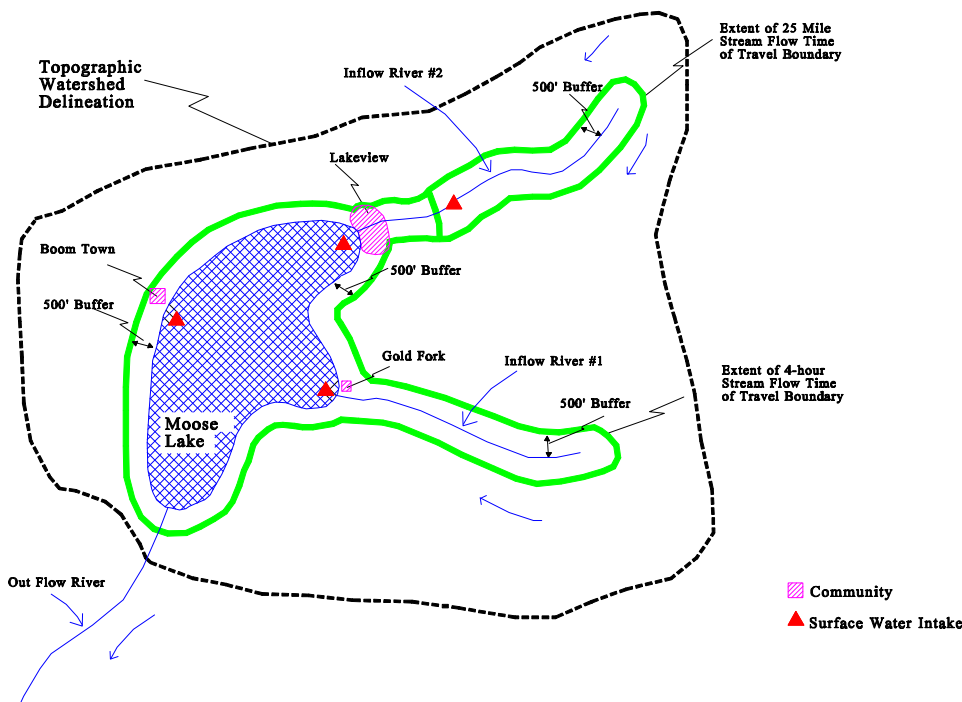 Extent of 25 Mile
Stream Flow Time
of Travel Boundary
Topographic
Watershed
Delineation
Inflow River #2
500' Buffer
Lakeview
Boom Town
500' Buffer
500' Buffer
Gold Fork
Inflow River #1
Extent of 4-hour
Stream Flow Time
of Travel Boundary
500' Buffer
Moose
Lake
Out Flow River
Community
Surface Water Intake